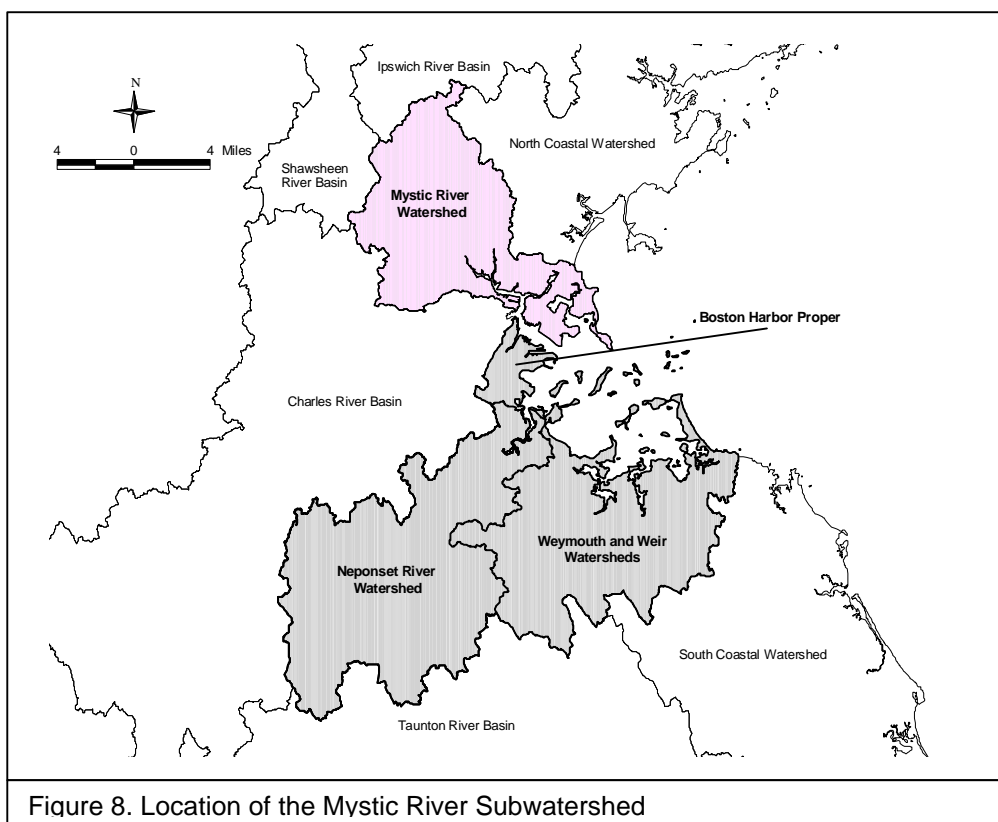 Ipswich River Basin
N
4 0 4 Miles
North Coastal Watershed
Shawsheen
River Basin
Mystic River
Watershed
Boston Harbor Proper
Charles River Basin
Weymouth and Weir
Watersheds
Neponset River
Watershed
South Coastal Watershed
Taunton River Basin
Figure 8. Location of the Mystic River Subwatershed